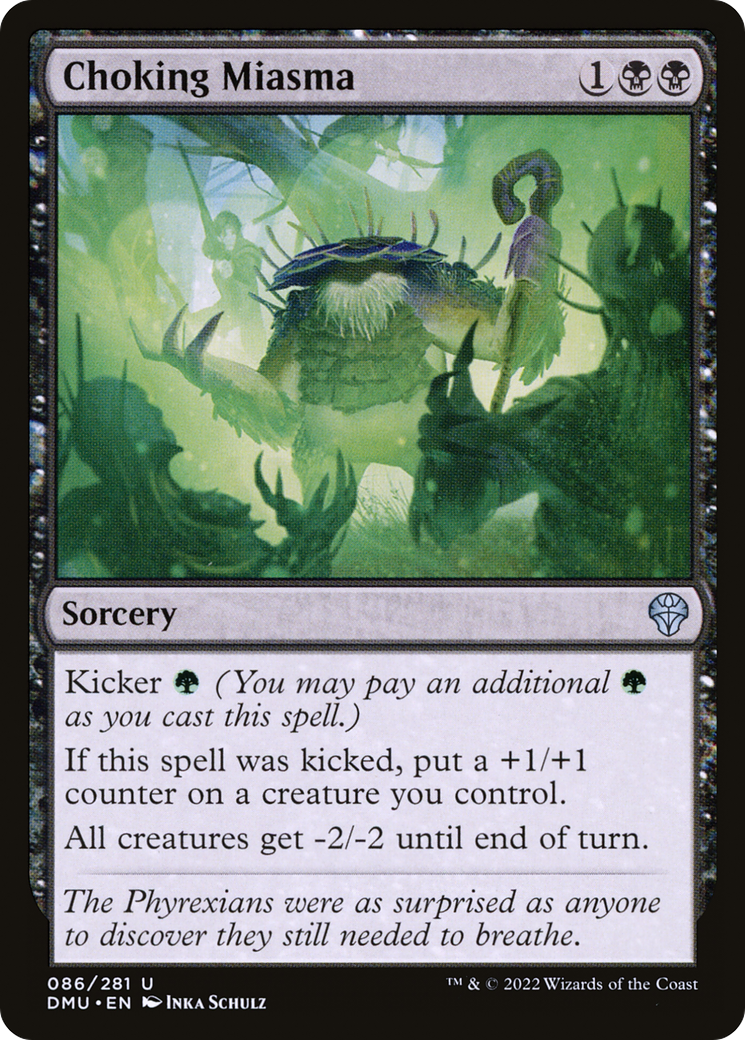 Choking Miasma 1
Sorcery
Kicker (You may pay an additional
as you cast this spell.)
If this spell was kicked, put a +1/+1
counter on a creature you control.
All creatures get -2/-2 until end of turn.
The Phyrexians were as surprised as anyone
to discover they still needed to breathe.
086/281 U
DMU • EN Inka Schulz
™ & © 2022 Wizards of the Coast